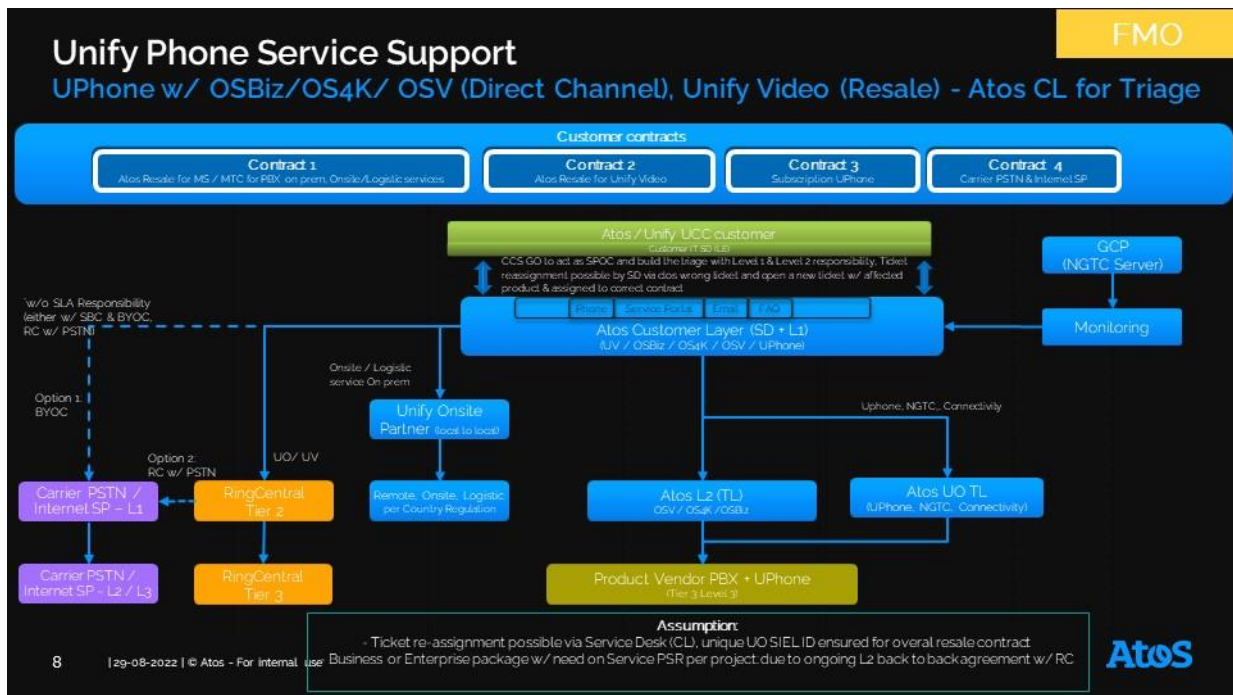 FMO
Unify Phone Service Support
UPhone w/ OSBiz/OS4K/ OSV (Direct Channel), Unify Video (Resale) - Atos CL for Triage
Customer contracts
Contract 1
Atos Resale for MS / MTC for PBX on prem, Onsite/Logistic services
Contract 2
Atos Resale for Unify Video
Contract 3
Subscription UPhone
Contract 4
Carrier PSTN & Internet SP
Atos / Unify UCC customer
Customer IT SD
CCS GO to act as SPOC and build the triage with Level 1 & Level 2 responsibility, Ticket
reassignment possible by SD via clos wrong ticket and open a new ticket w/ affected
product & assigned to correct contract
GCP
(NGTC Server)
Monitoring
Phone
Service Portal
Email
FAQ
Atos Customer Layer (SD + L1)
(UV / OSBiz / OS4K / OSV / UPhone)
*w/o SLA Responsibility
(either w/ SBC & BYOC,
RC w/ PSTN)
Onsite / Logistic
service On prem
Option 1:
BYOC
Unify Onsite
Partner (local to local)
Uphone, NGTC, Connectivity
Option 2:
RC w/ PSTN
UO/ UV
Carrier PSTN /
Internet SP – L1
RingCentral
Tier 2
Remote, Onsite, Logistic
per Country Regulation
Atos L2 (TL)
OSV / OS4K /OSBiz
Atos UO TL
(UPhone, NGTC, Connectivity)
Carrier PSTN /
Internet SP - L2 / L3
RingCentral
Tier 3
Product Vendor PBX + UPhone
(Tier 3 Level 3)
Assumption:
- Ticket re-assignment possible via Service Desk (CL), unique UO SIEL ID ensured for overal resale contract
Business or Enterprise package w/ need on Service PSR per project due to ongoing L2 back to back agreement w/ RC
8 | 29-08-2022 | © Atos - For internal use
Atos